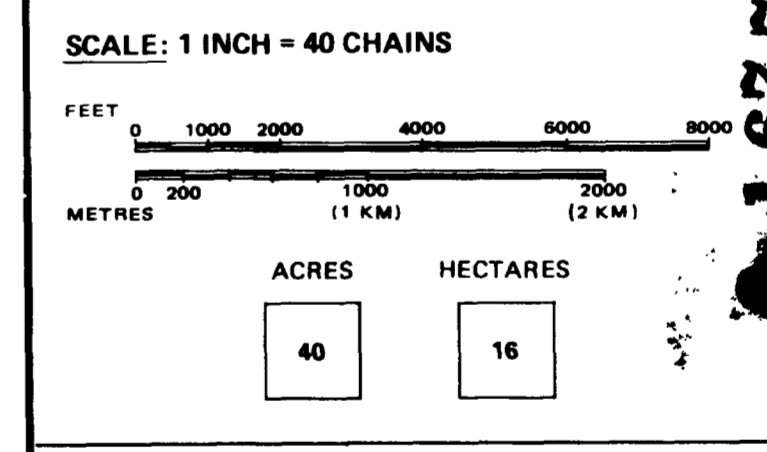 SCALE: 1 INCH = 40 CHAINS
FEET
0 1000 2000 4000 6000 8000
0 200 1000 2000
METRES (1 KM) (2 KM)
ACRES HECTARES
40 16